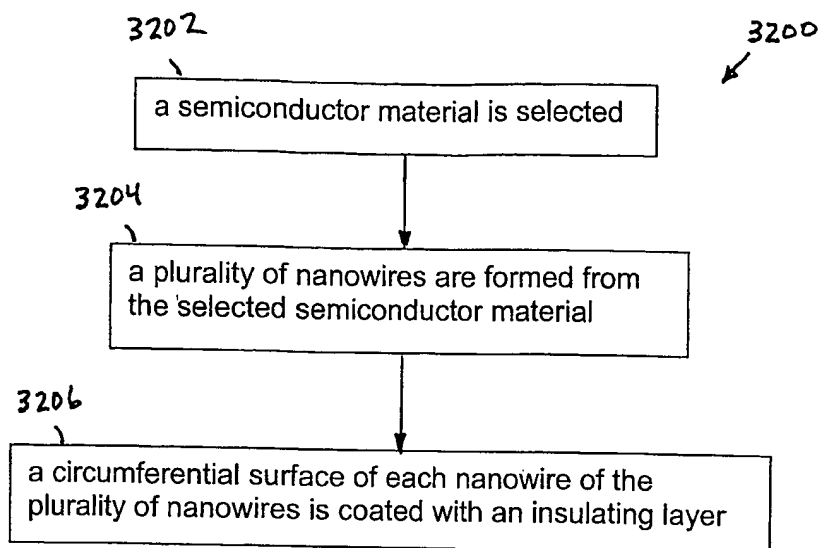 3202
3200
a semiconductor material is selected
3204
a plurality of nanowires are formed from
the selected semiconductor material
3206
a circumferential surface of each nanowire of the
plurality of nanowires is coated with an insulating layer